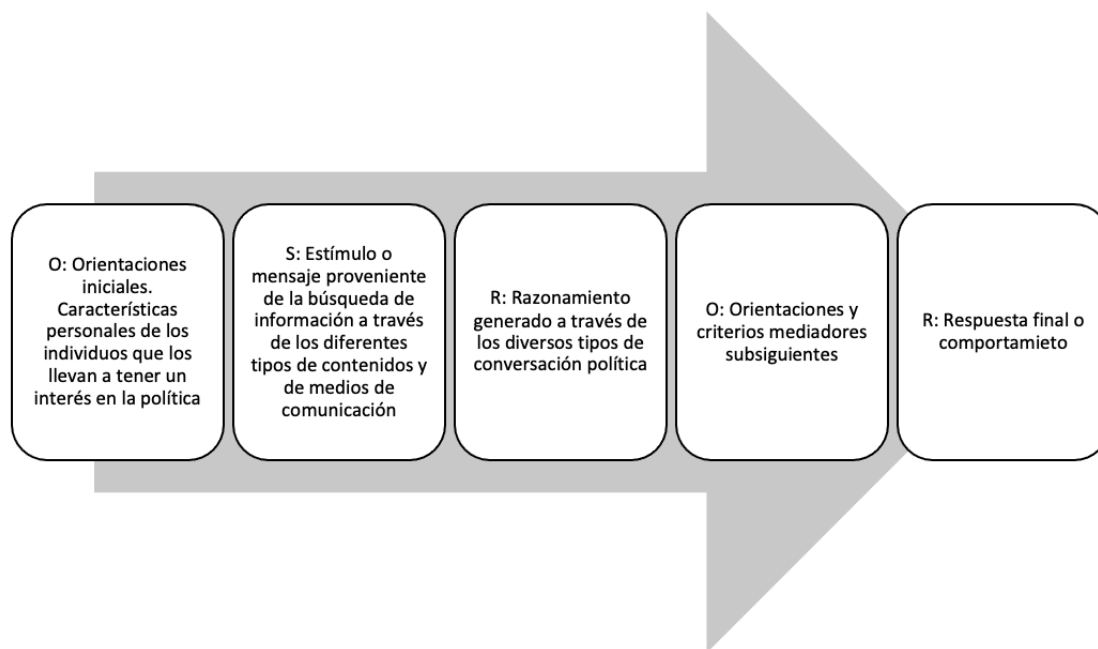 O: Orientaciones
iniciales.
Características
personales de los
individuos que los
llevan a tener un
interés en la política
S: Estímulo o
mensaje proveniente
de la búsqueda de
información a través
de los diferentes
tipos de contenidos y
de medios de
comunicación
R: Razonamiento
generado a través de
los diversos tipos de
conversación política
O: Orientaciones y
criterios mediadores
subsiguientes
R: Respuesta final o
comportamieto